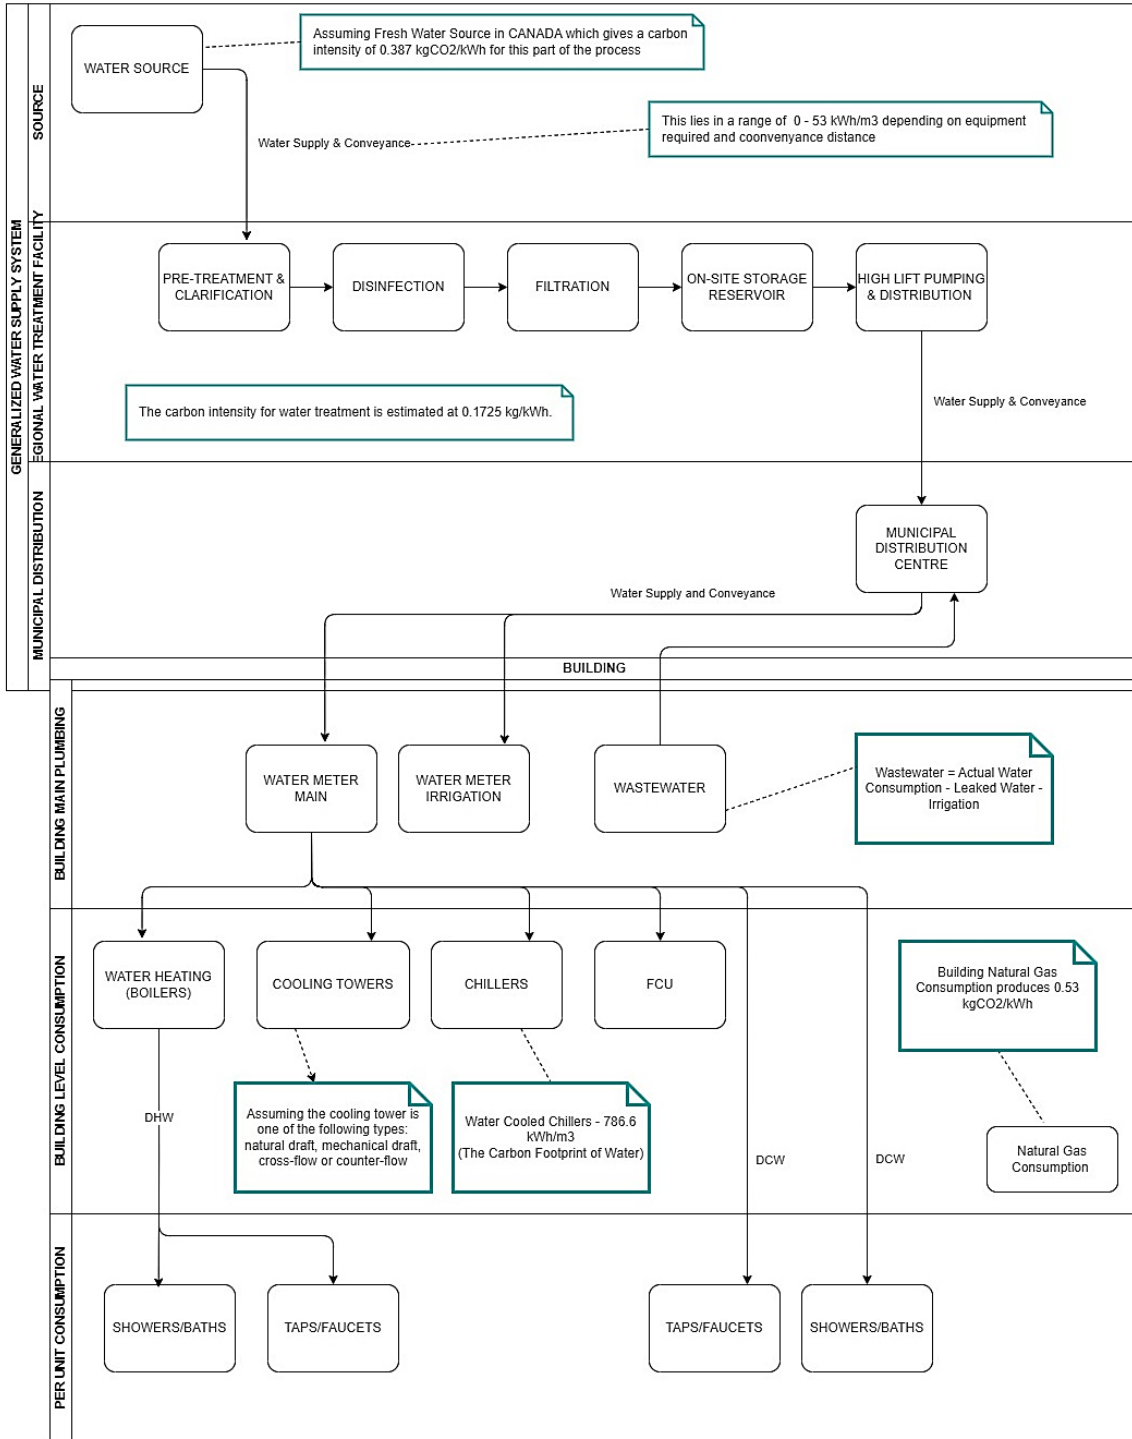 GENERALIZED WATER SUPPLY SYSTEM
SOURCE
WATER SOURCE
Assuming Fresh Water Source in CANADA which gives a carbon
intensity of 0.387 kgCO2/kWh for this part of the process
Water Supply & Conveyance
This lies in a range of 0 - 53 kWh/m3 depending on equipment
required and coonvenyance distance
EGIONAL WATER TREATMENT FACILITY
PRE-TREATMENT &
CLARIFICATION
DISINFECTION
FILTRATION
ON-SITE STORAGE
RESERVOIR
HIGH LIFT PUMPING
& DISTRIBUTION
The carbon intensity for water treatment is estimated at 0.1725 kg/kWh.
Water Supply & Conveyance
MUNICIPAL DISTRIBUTION
MUNICIPAL
DISTRIBUTION
CENTRE
Water Supply and Conveyance
BUILDING
BUILDING MAIN PLUMBING
WATER METER
MAIN
WATER METER
IRRIGATION
WASTEWATER
Wastewater = Actual Water
Consumption - Leaked Water -
Irrigation
BUILDING LEVEL CONSUMPTION
WATER HEATING
(BOILERS)
COOLING TOWERS
CHILLERS
FCU
Building Natural Gas
Consumption produces 0.53
kgCO2/kWh
DHW
Assuming the cooling tower is
one of the following types:
natural draft, mechanical draft,
cross-flow or counter-flow
Water Cooled Chillers - 786.6
kWh/m3
(The Carbon Footprint of Water)
DCW
DCW
Natural Gas
Consumption
PER UNIT CONSUMPTION
SHOWERS/BATHS
TAPS/FAUCETS
TAPS/FAUCETS
SHOWERS/BATHS